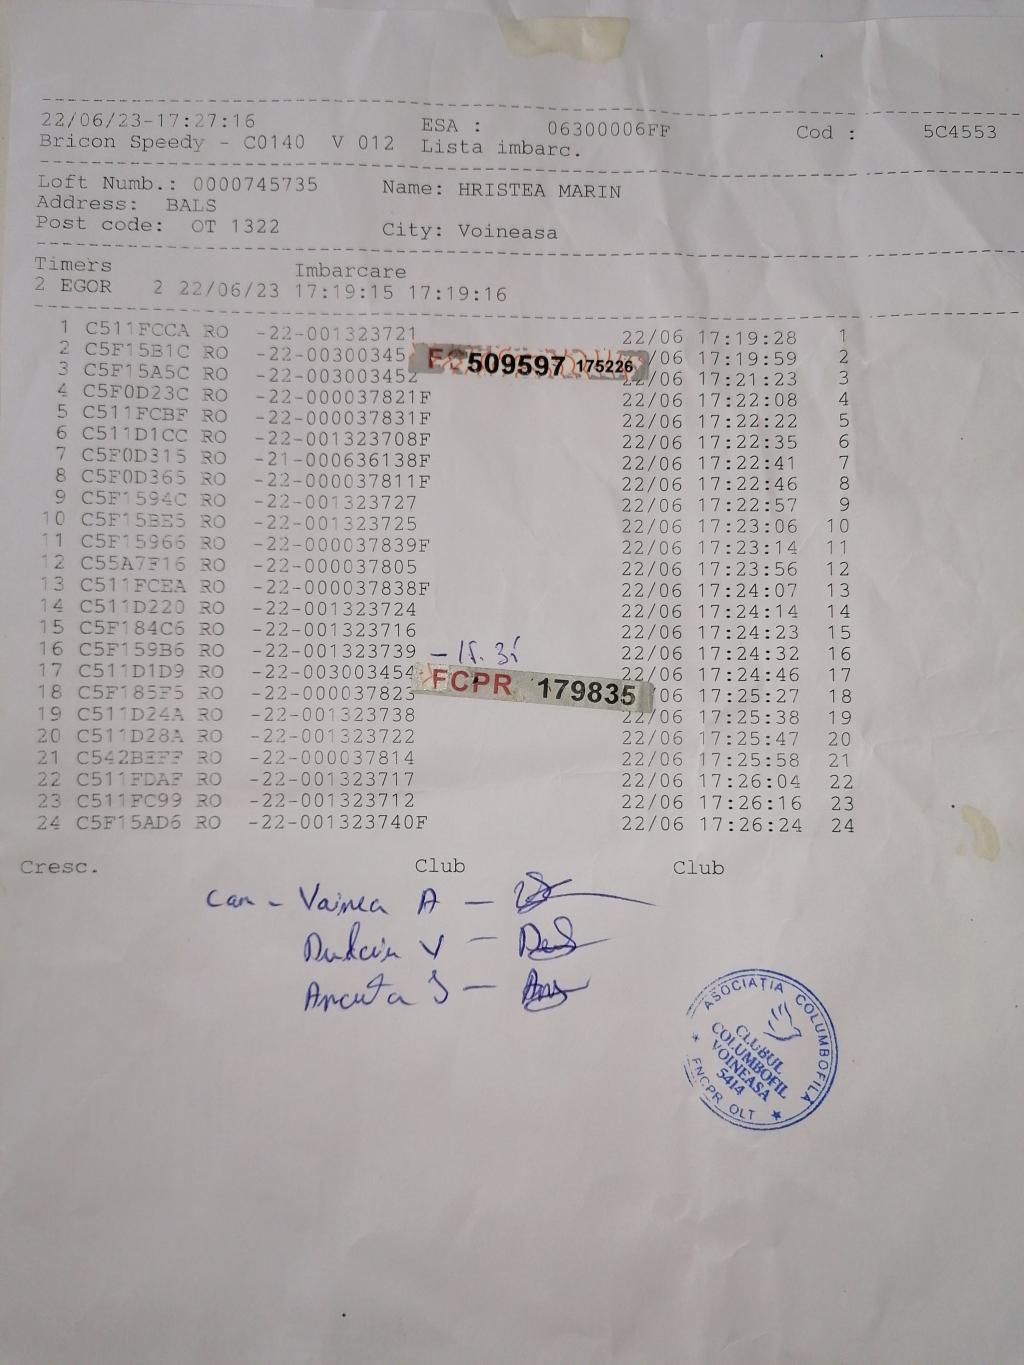 22/06/23-17:27:16 ESA : 06300006FF Cod : 5C4553
Bricon Speedy - C0140 V 012 Lista imbarc.
Loft Numb.: 0000745735 Name: HRISTEA MARIN
Address: BALS
Post code: OT 1322 City: Voineasa
Timers Imbarcare
2 EGOR 2 22/06/23 17:19:15 17:19:16
1 C511FCCA RO -22-001323721 22/06 17:19:28 1
2 C5F15B1C RO -22-00300345 /06 17:19:59 2
FC 509597 175226
3 C5F15A5C RO -22-003003452 22/06 17:21:23 3
4 C5F0D23C RO -22-000037821F 22/06 17:22:08 4
5 C511FCBF RO -22-000037831F 22/06 17:22:22 5
6 C511D1CC RO -22-001323708F 22/06 17:22:35 6
7 C5F0D315 RO -21-000636138F 22/06 17:22:41 7
8 C5F0D365 RO -22-000037811F 22/06 17:22:46 8
9 C5F1594C RO -22-001323727 22/06 17:22:57 9
10 C5F15BE5 RO -22-001323725 22/06 17:23:06 10
11 C5F15966 RO -22-000037839F 22/06 17:23:14 11
12 C55A7F16 RO -22-000037805 22/06 17:23:56 12
13 C511FCEA RO -22-000037838F 22/06 17:24:07 13
14 C511D220 RO -22-001323724 22/06 17:24:14 14
15 C5F184C6 RO -22-001323716 22/06 17:24:23 15
16 C5F159B6 RO -22-001323739 22/06 17:24:32 16
17 C511D1D9 RO -22-003003454 22/06 17:24:46 17
FCPR 179835
18 C5F185F5 RO -22-000037823 /06 17:25:27 18
19 C511D24A RO -22-001323738 22/06 17:25:38 19
20 C511D28A RO -22-001323722 22/06 17:25:47 20
21 C542BEFF RO -22-000037814 22/06 17:25:58 21
22 C511FDAF RO -22-001323717 22/06 17:26:04 22
23 C511FC99 RO -22-001323712 22/06 17:26:16 23
24 C5F15AD6 RO -22-001323740F 22/06 17:26:24 24
Cresc. Club Club
Voinea A -
V -
Ancuta S -
ASOCIATIA COLUMBOFILA
CLUBUL
COLUMBOFIL
VOINEASA
5414
FNCPR OLT